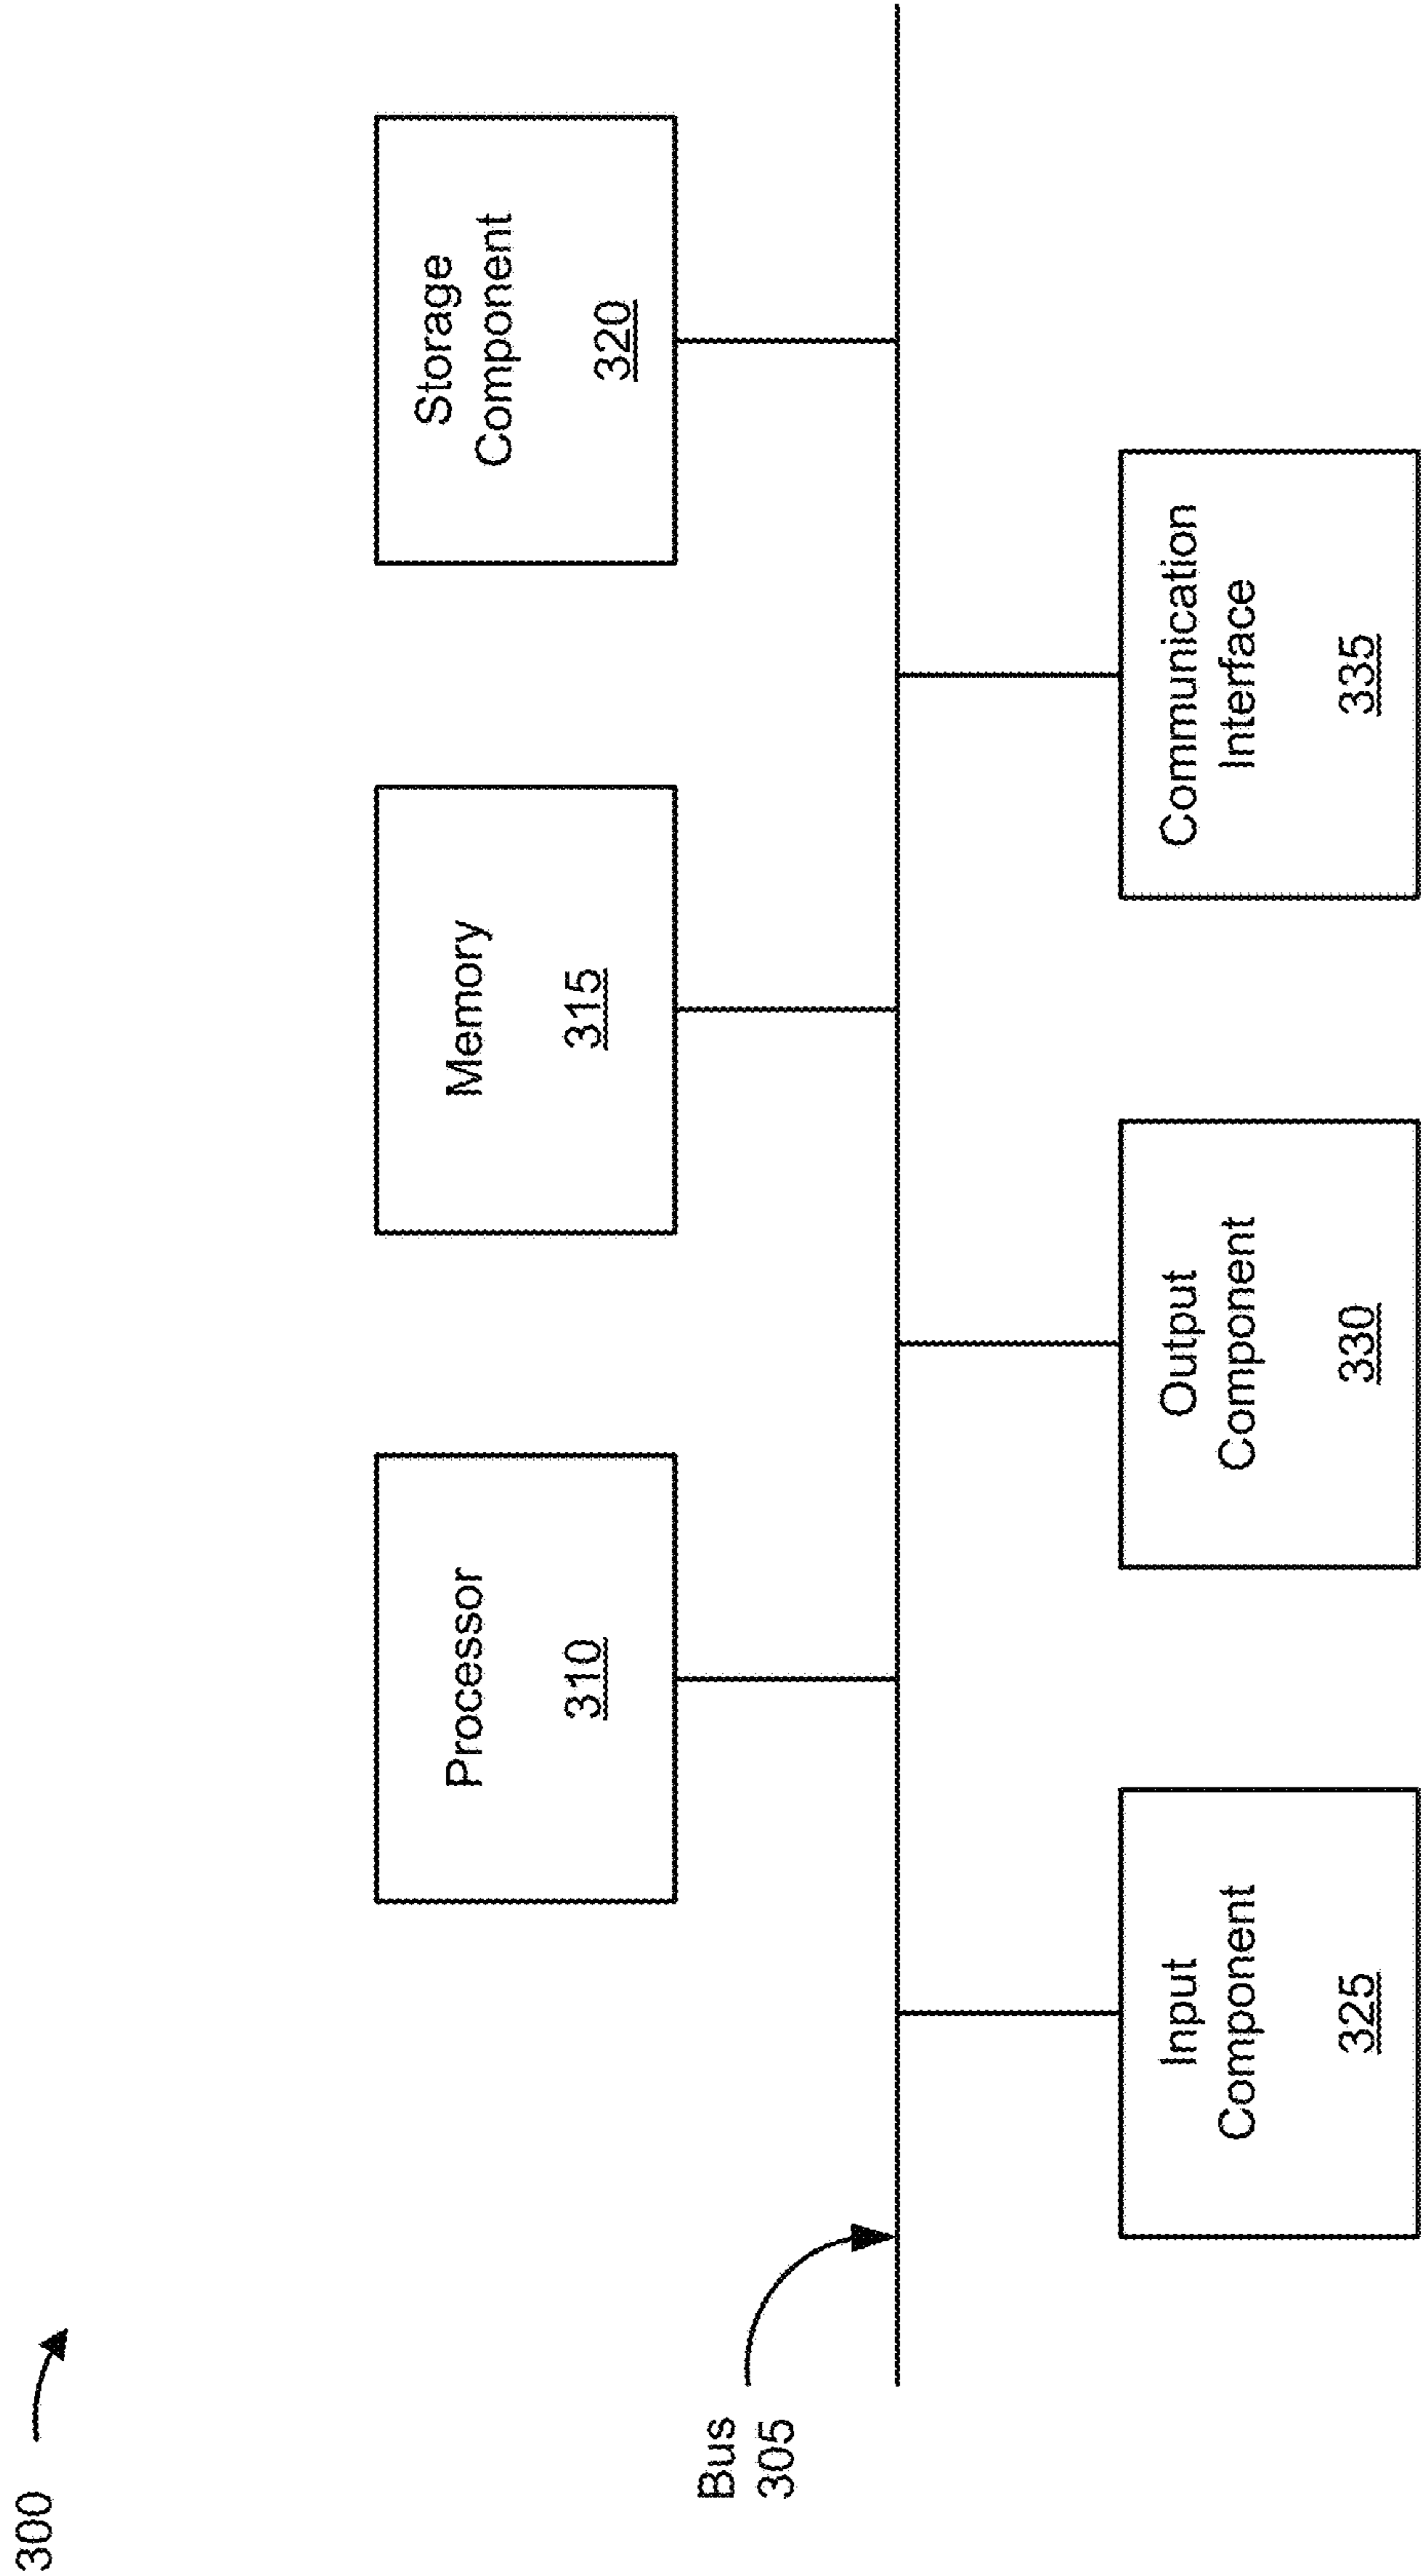 300
Processor
310
Memory
315
Storage
Component
320
Bus
305
Input
Component
325
Output
Component
330
Communication
Interface
335